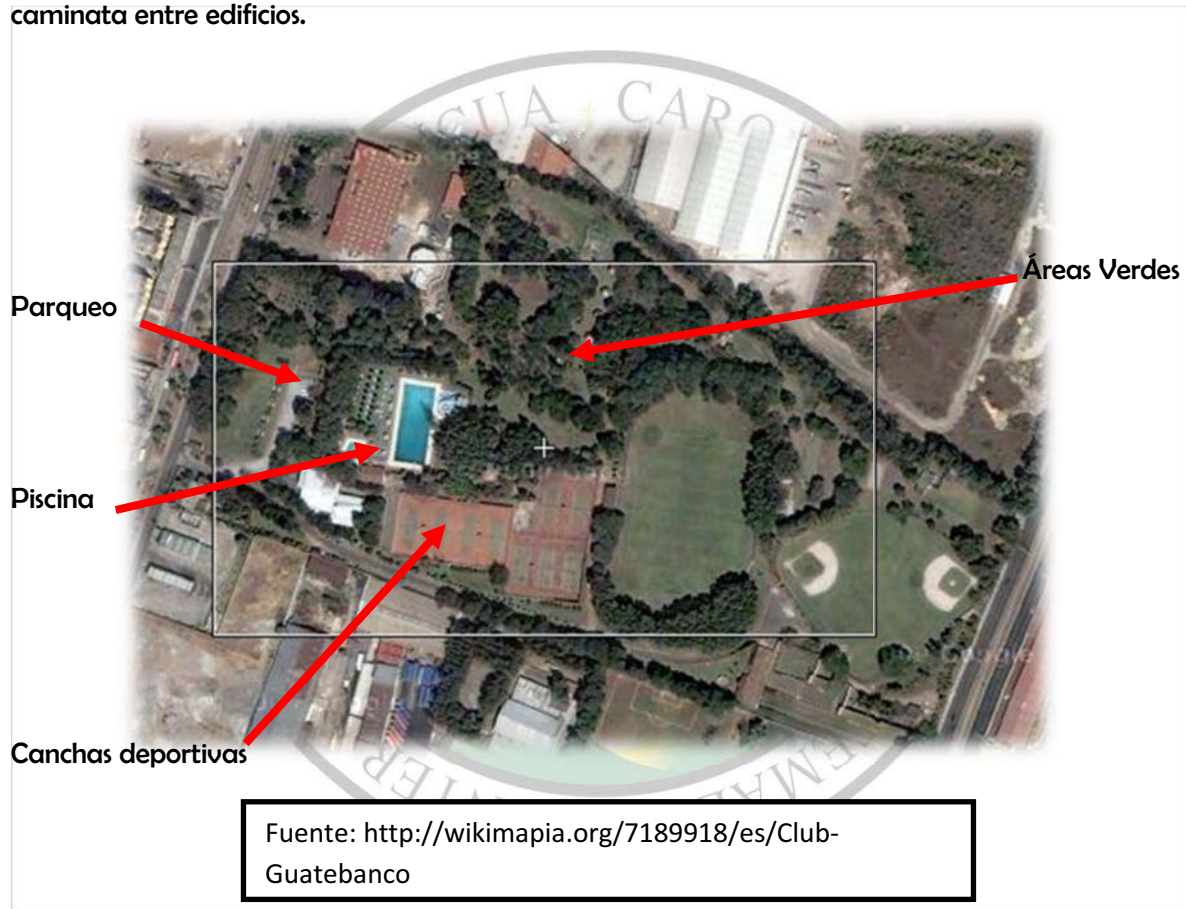 caminata entre edificios.
Áreas Verdes
Parqueo
Piscina
Canchas deportivas
Fuente: http://wikimapia.org/7189918/es/Club-
Guatebanco